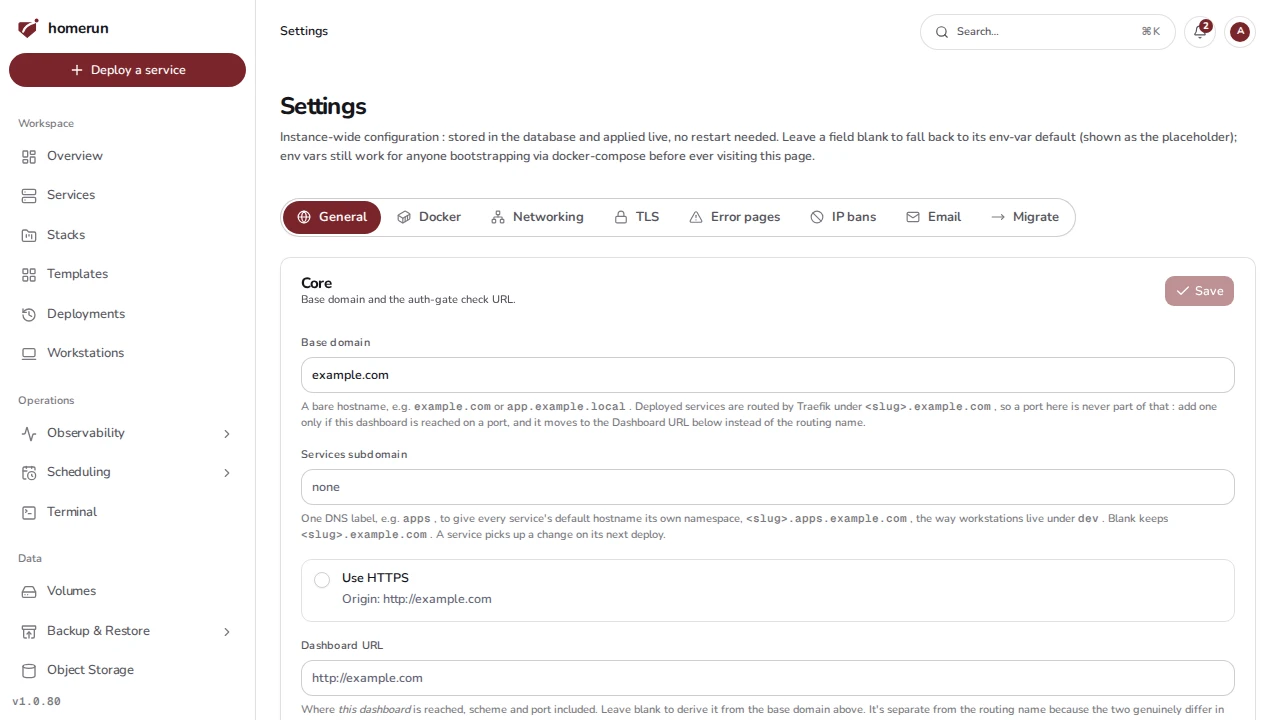 homerun
Deploy a service
Workspace
Overview
Services
Stacks
Templates
Deployments
Workstations
Operations
Observability
Scheduling
Terminal
Data
Volumes
Backup & Restore
Object Storage
v1.0.80
Settings
Search...
⌘K
2
A
Settings
Instance-wide configuration : stored in the database and applied live, no restart needed. Leave a field blank to fall back to its env-var default (shown as the placeholder);
env vars still work for anyone bootstrapping via docker-compose before ever visiting this page.
General
Docker
Networking
TLS
Error pages
IP bans
Email
Migrate
Core
Base domain and the auth-gate check URL.
Save
Base domain
example.com
A bare hostname, e.g. example.com or app.example.local . Deployed services are routed by Traefik under <slug>.example.com , so a port here is never part of that : add one
only if this dashboard is reached on a port, and it moves to the Dashboard URL below instead of the routing name.
Services subdomain
none
One DNS label, e.g. apps , to give every service's default hostname its own namespace, <slug>.apps.example.com , the way workstations live under dev . Blank keeps
<slug>.example.com . A service picks up a change on its next deploy.
Use HTTPS
Origin: http://example.com
Dashboard URL
http://example.com
Where this dashboard is reached, scheme and port included. Leave blank to derive it from the base domain above. It's separate from the routing name because the two genuinely differ in